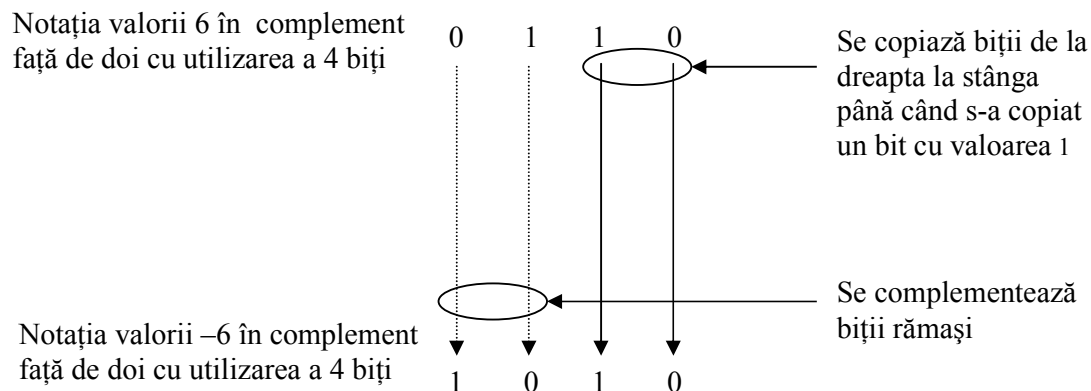 Notația valorii 6 în complement
față de doi cu utilizarea a 4 biți
0 1 1 0
Se copiază biții de la
dreapta la stânga
până când s-a copiat
un bit cu valoarea 1
Se complementează
biții rămaşi
Notația valorii –6 în complement
față de doi cu utilizarea a 4 biți
1 0 1 0